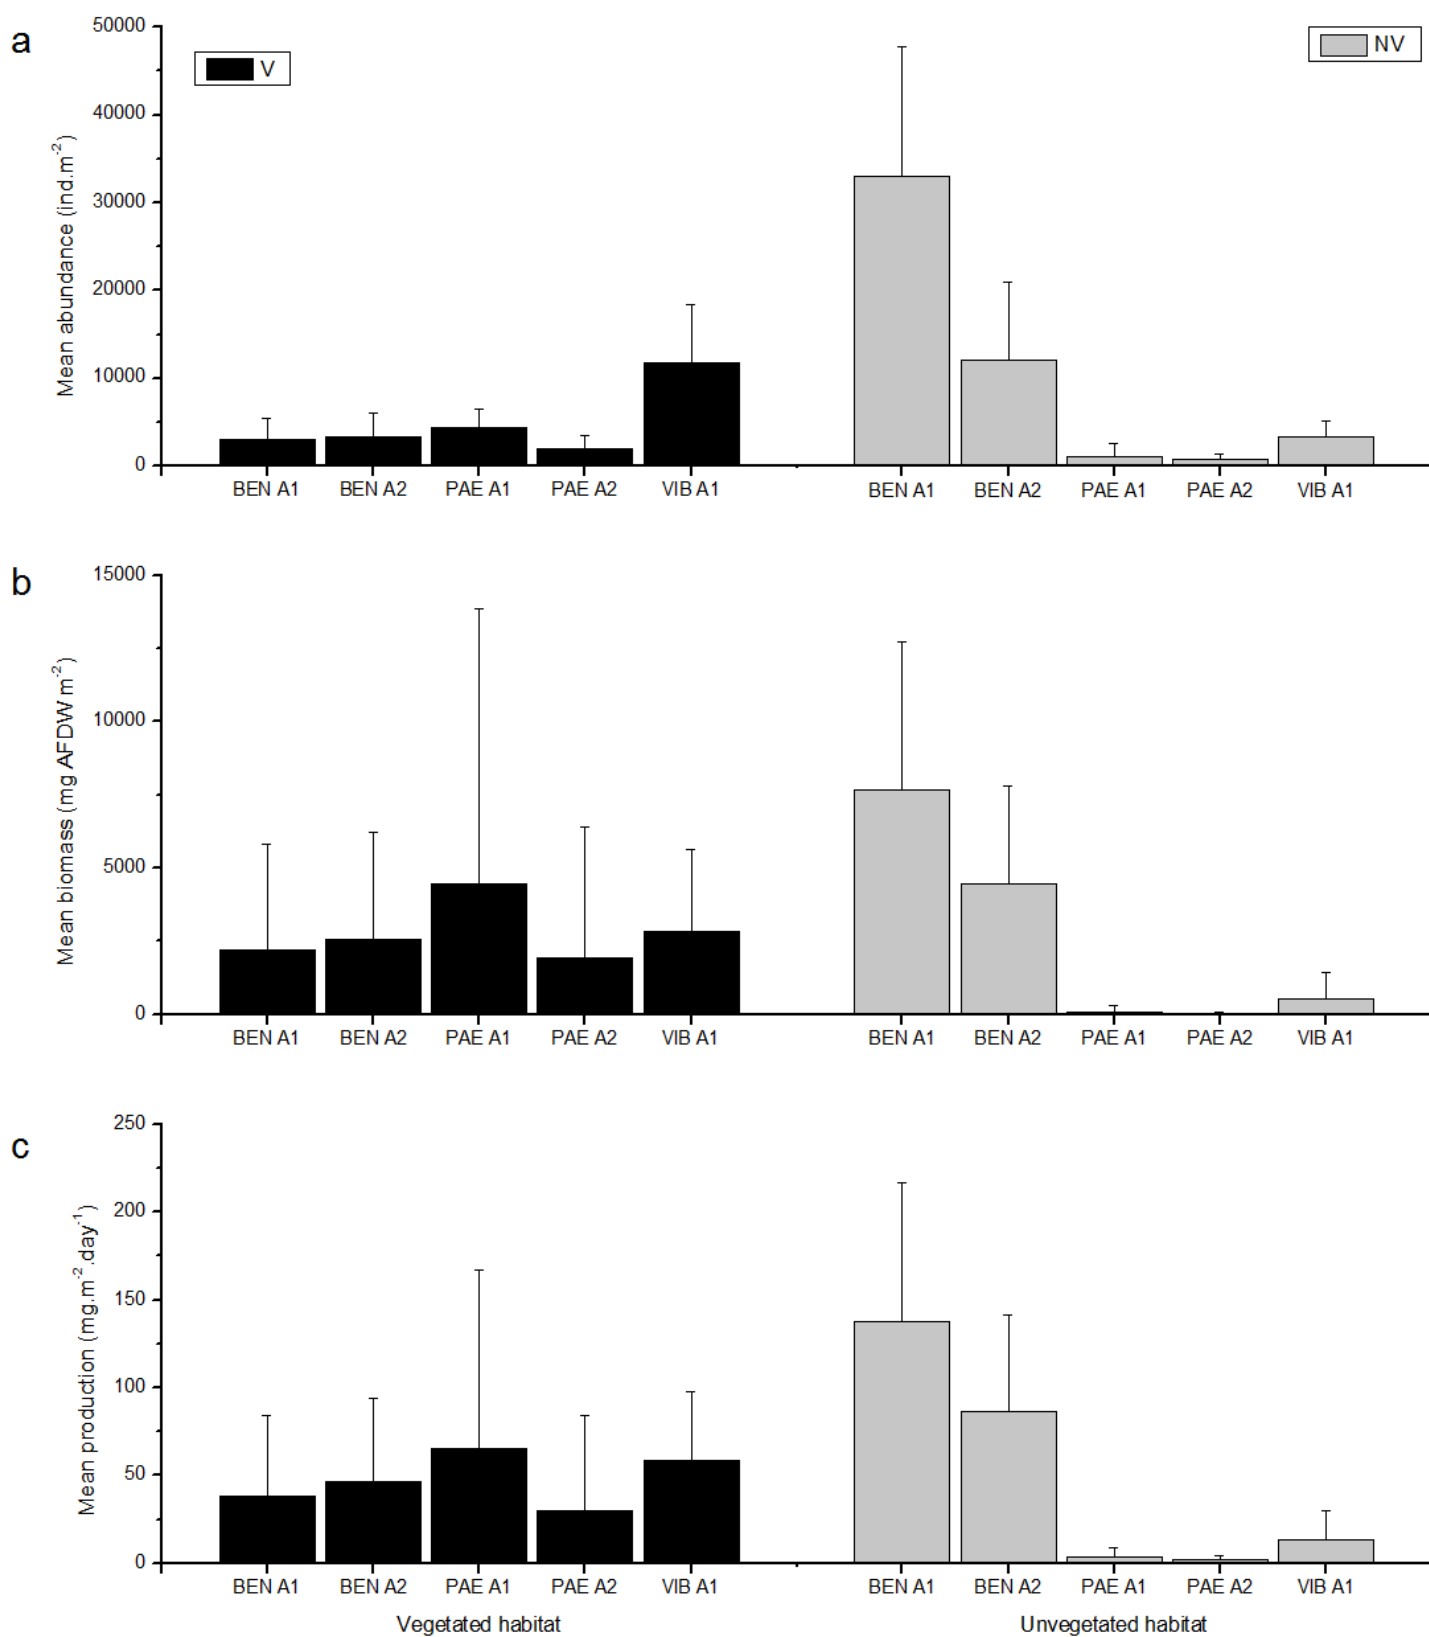 a
V
NV
Mean abundance (ind.m⁻²)
50000
40000
30000
20000
10000
0
BEN A1 BEN A2 PAE A1 PAE A2 VIB A1 BEN A1 BEN A2 PAE A1 PAE A2 VIB A1
b
Mean biomass (mg AFDW m⁻²)
15000
10000
5000
0
BEN A1 BEN A2 PAE A1 PAE A2 VIB A1 BEN A1 BEN A2 PAE A1 PAE A2 VIB A1
c
Mean production (mg.m⁻².day⁻¹)
250
200
150
100
50
0
BEN A1 BEN A2 PAE A1 PAE A2 VIB A1 BEN A1 BEN A2 PAE A1 PAE A2 VIB A1
Vegetated habitat Unvegetated habitat